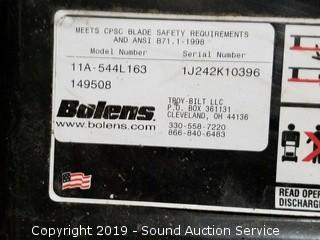 MEETS CPSC BLADE SAFETY REQUIREMENTS
AND ANSI B71.1-1998
Model Number Serial Number
11A-544L163 1J242K10396
149508
Bolens
www.bolens.com
TROY-BILT LLC
P.O. BOX 361131
CLEVELAND, OH 44136
330-558-7220
866-840-6483
READ OPER
DISCHARG
Copyright 2019 - Sound Auction Service